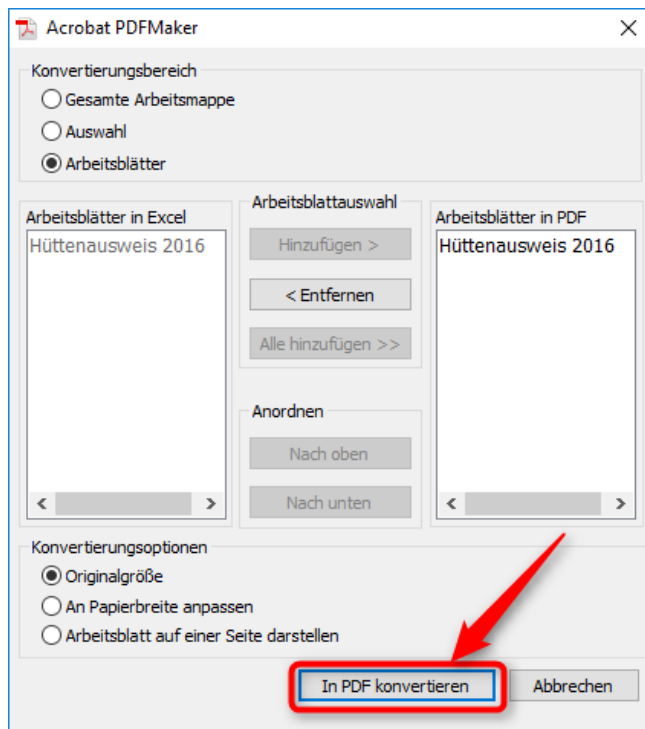 Acrobat PDFMaker
Konvertierungsbereich
Gesamte Arbeitsmappe
Auswahl
Arbeitsblätter
Arbeitsblätter in Excel
Hüttenausweis 2016
Arbeitsblattauswahl
Hinzufügen >
< Entfernen
Alle hinzufügen >>
Anordnen
Nach oben
Nach unten
Arbeitsblätter in PDF
Hüttenausweis 2016
Konvertierungsoptionen
Originalgröße
An Papierbreite anpassen
Arbeitsblatt auf einer Seite darstellen
In PDF konvertieren
Abbrechen